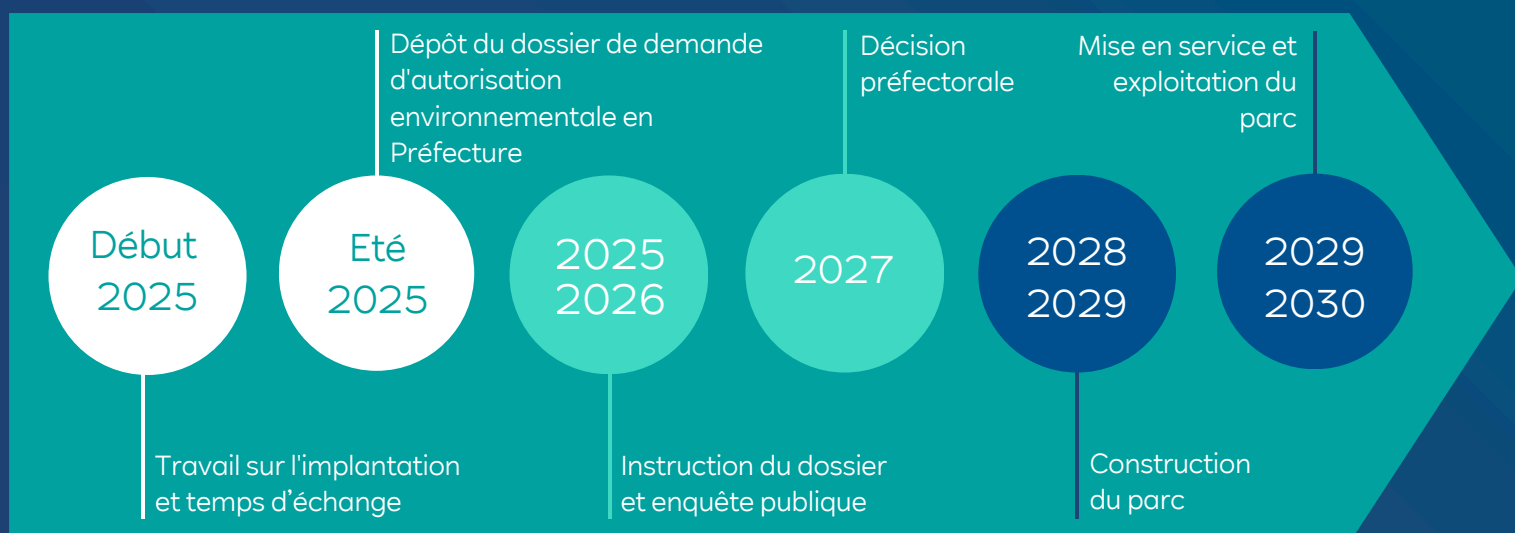 Début
2025
Travail sur l'implantation
et temps d’échange
Dépôt du dossier de demande
d'autorisation
environnementale en
Préfecture
Eté
2025
2025
2026
Instruction du dossier
et enquête publique
Décision
préfectorale
2027
2028
2029
Construction
du parc
Mise en service et
exploitation du
parc
2029
2030